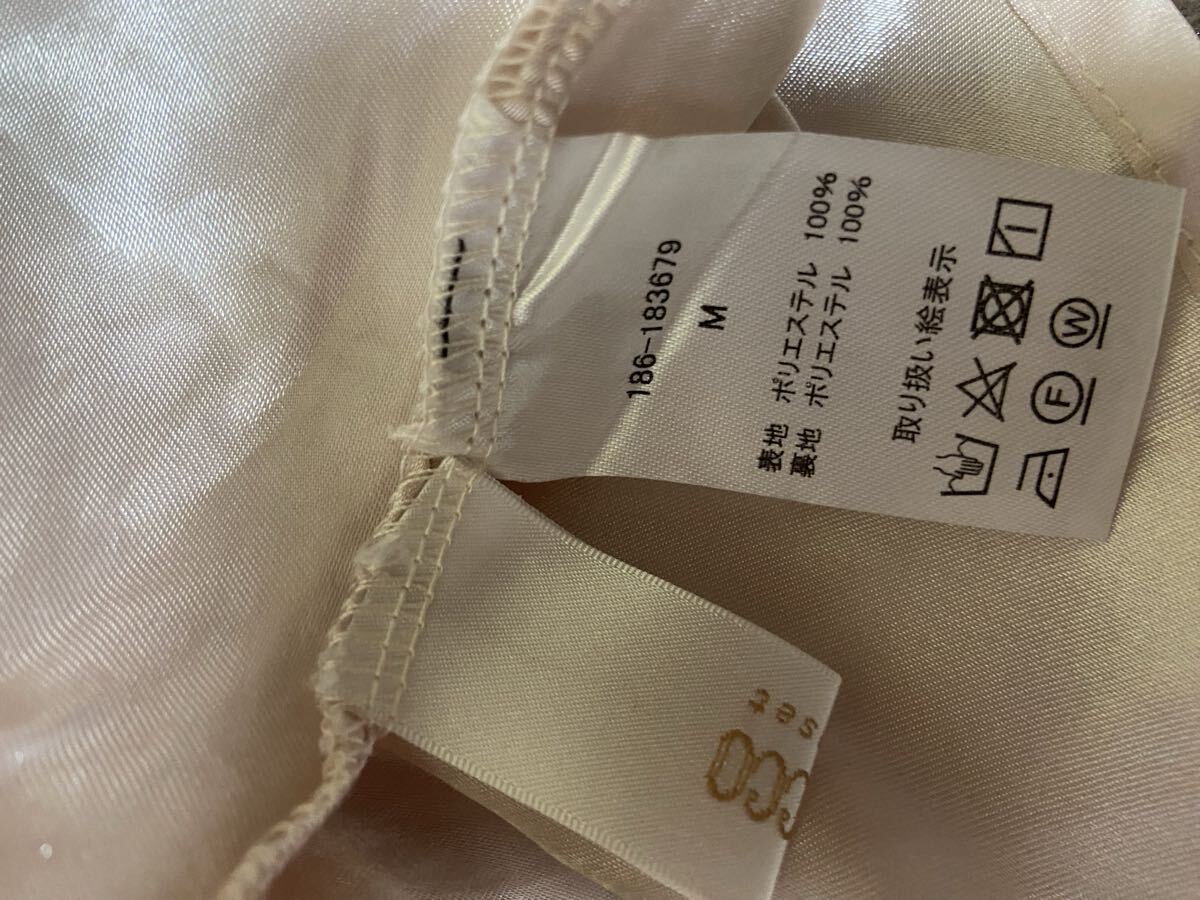 186-183679
M
表地 ポリエステル 100%
裏地 ポリエステル 100%
取り扱い絵表示
W
F
set